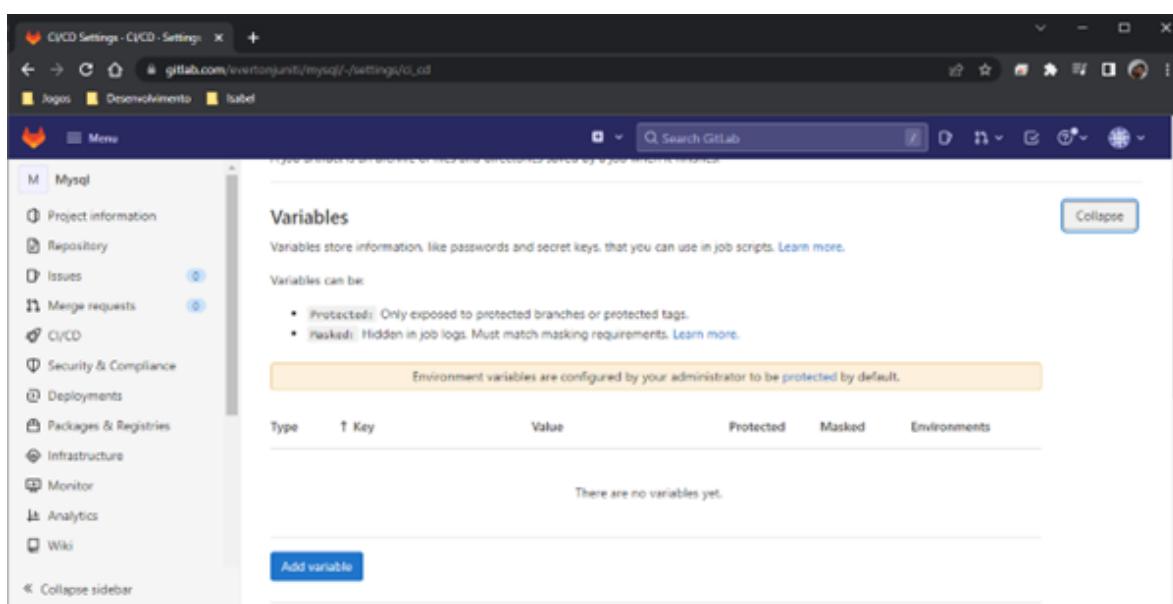 CI/CD Settings · CI/CD · Settings
gitlab.com/evertonjuniti/mysql/-/settings/ci_cd
Jogos Desenvolvimento Isabel
Menu
Search GitLab
M Mysql
Project information
Repository
Issues 0
Merge requests 0
CI/CD
Security & Compliance
Deployments
Packages & Registries
Infrastructure
Monitor
Analytics
Wiki
Collapse sidebar
Variables
Collapse
Variables store information, like passwords and secret keys, that you can use in job scripts. Learn more.
Variables can be:
Protected: Only exposed to protected branches or protected tags.
Masked: Hidden in job logs. Must match masking requirements. Learn more.
Environment variables are configured by your administrator to be protected by default.
Type ↑ Key Value Protected Masked Environments
There are no variables yet.
Add variable